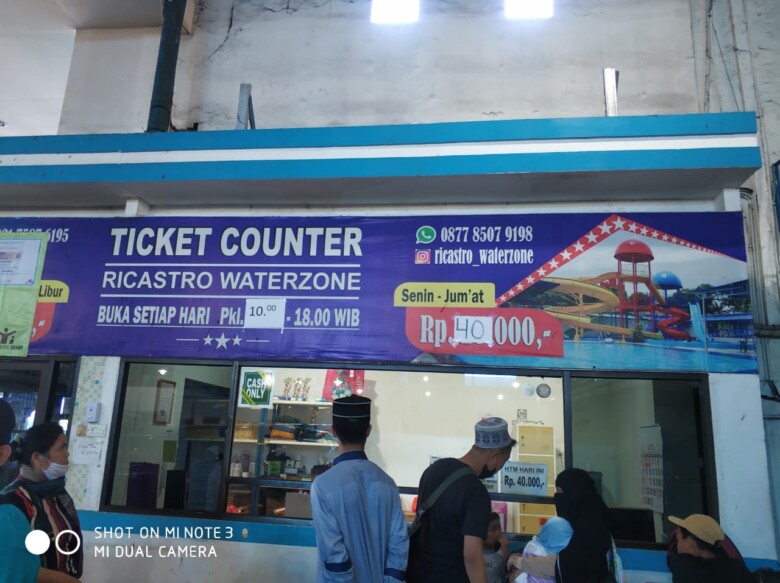 6195
TICKET COUNTER
RICASTRO WATERZONE
BUKA SETIAP HARI Pkl. 10.00 - 18.00 WIB
0877 8507 9198
ricastro_waterzone
Libur
Senin - Jum'at
Rp. 40.000,-
CASH
ONLY
HTM HARI INI
Rp. 40.000,-
SHOT ON MI NOTE 3
MI DUAL CAMERA